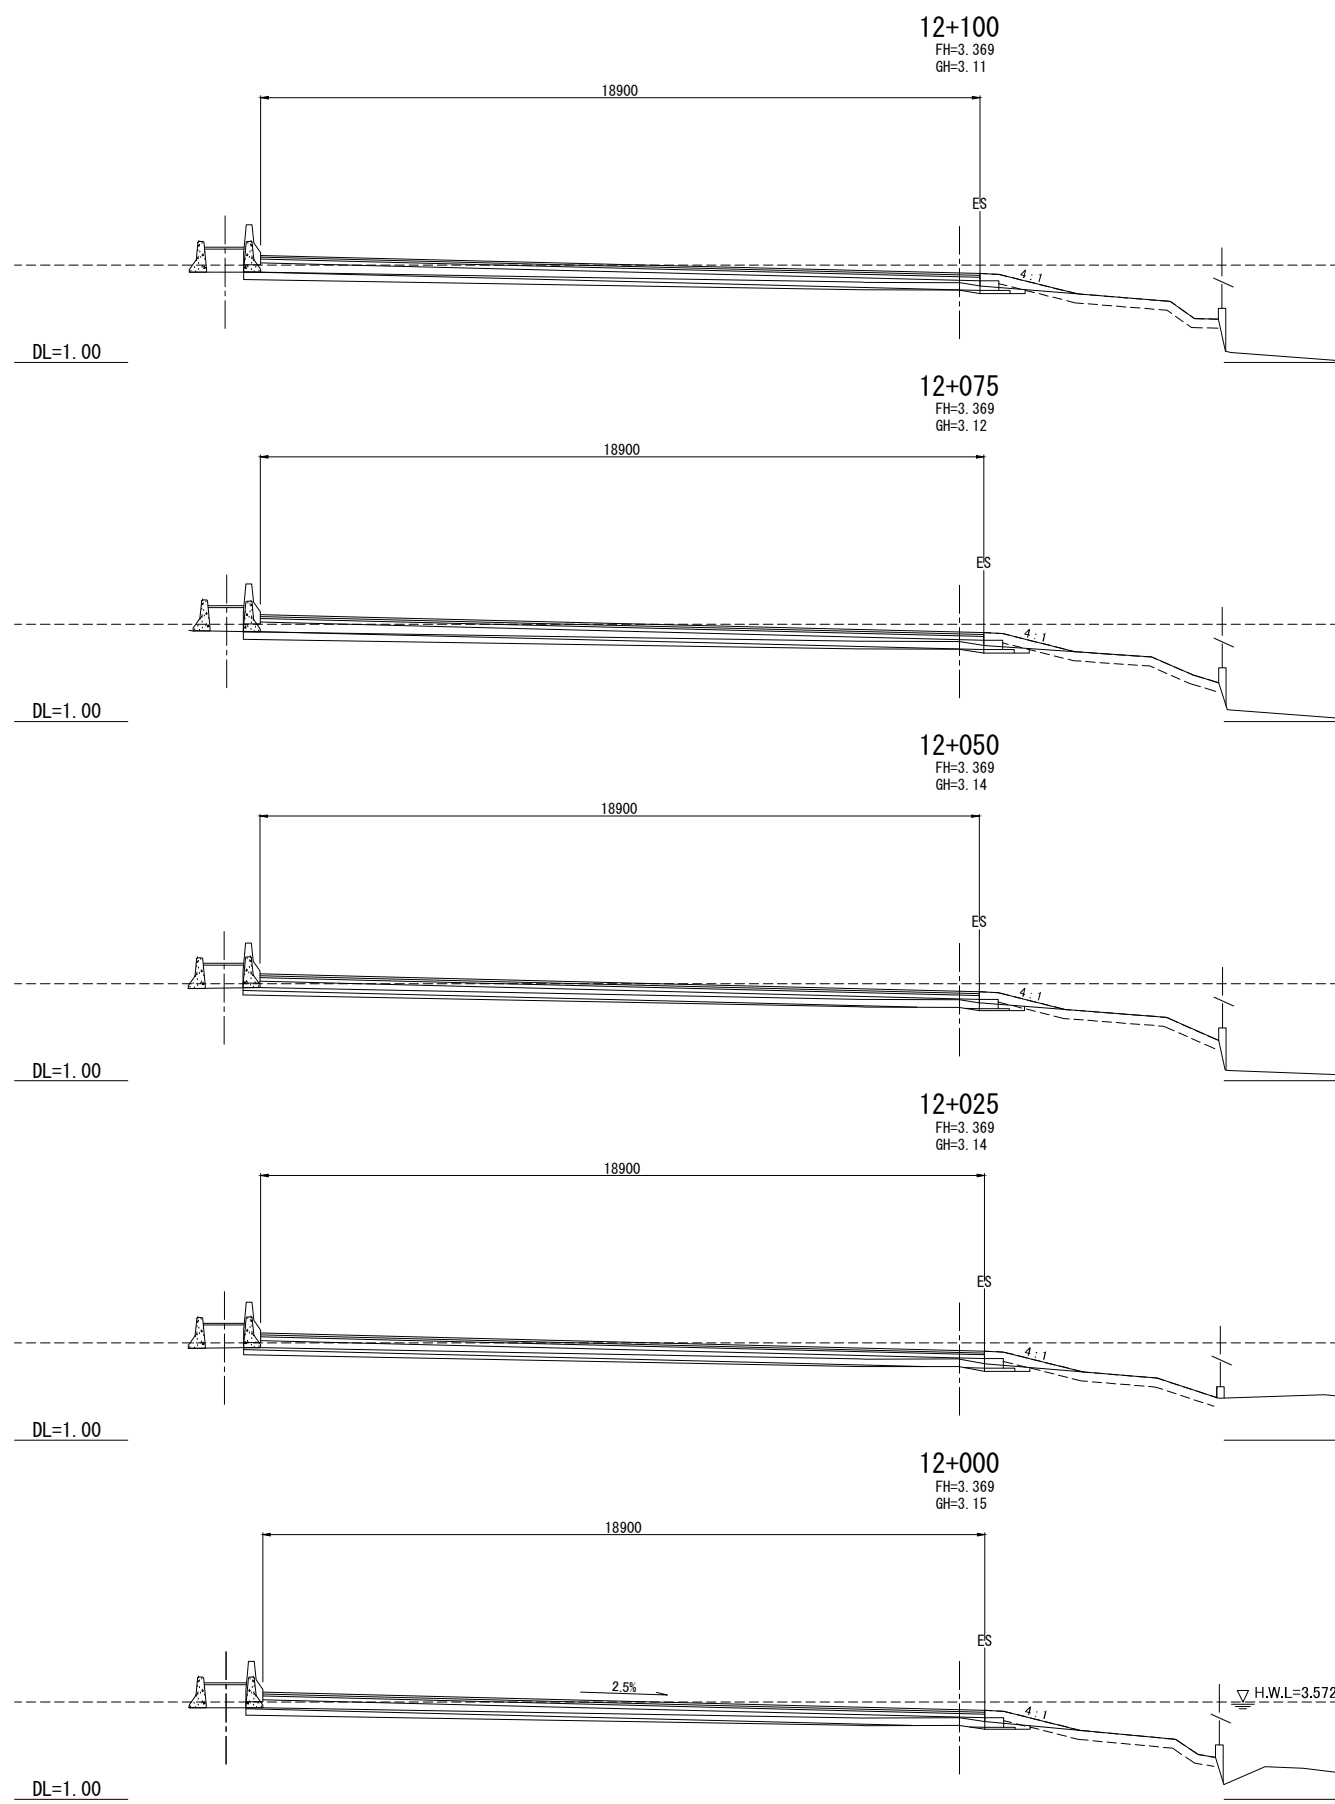 12+100
FH=3.369
GH=3.11
18900
ES
4:1
DL=1.00
12+075
FH=3.369
GH=3.12
18900
ES
4:1
DL=1.00
12+050
FH=3.369
GH=3.14
18900
ES
4:1
DL=1.00
12+025
FH=3.369
GH=3.14
18900
ES
4:1
DL=1.00
12+000
FH=3.369
GH=3.15
18900
ES
2.5%
H.W.L=3.572
4:1
DL=1.00